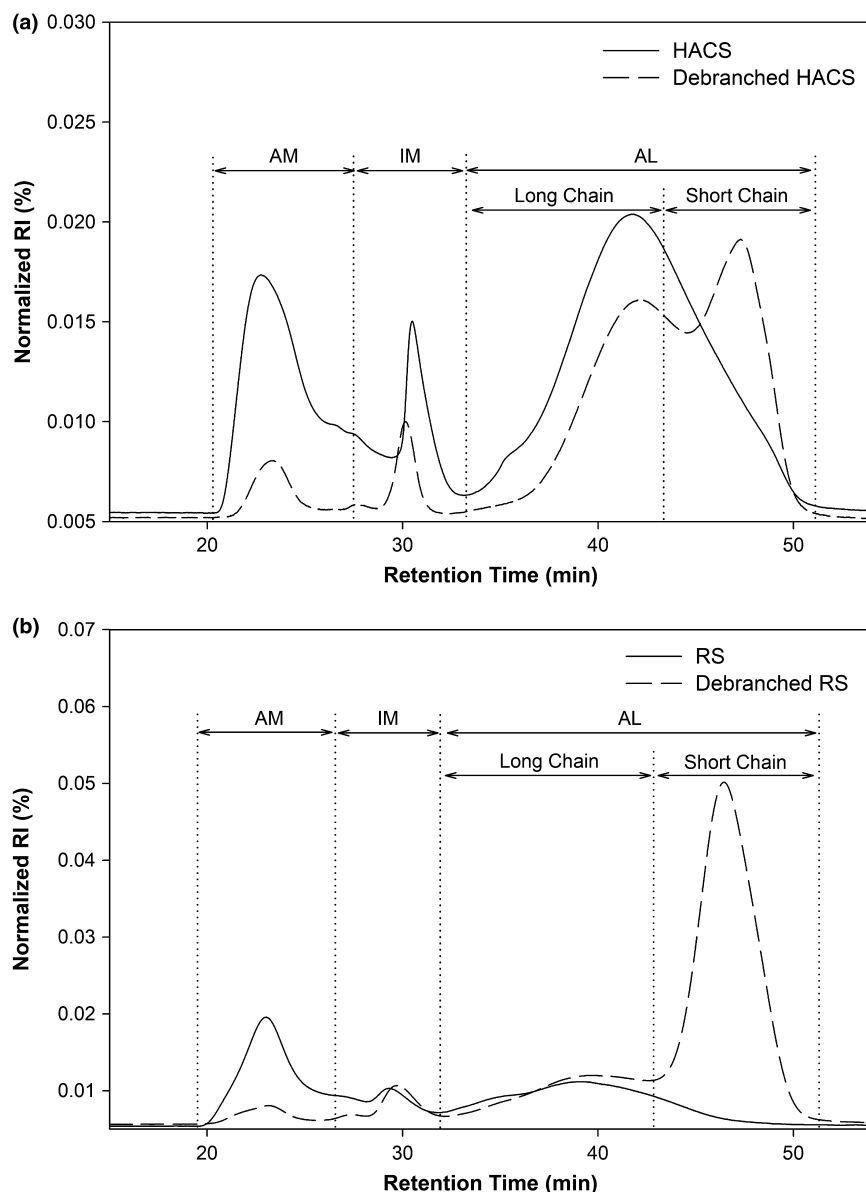 (a)
0.030
HACS
Debranched HACS
0.025
AM
IM
AL
Long Chain
Short Chain
0.020
Normalized RI (%)
0.015
0.010
0.005
20
30
40
50
Retention Time (min)
(b)
0.07
RS
Debranched RS
0.06
AM
IM
AL
Long Chain
Short Chain
0.05
0.04
Normalized RI (%)
0.03
0.02
0.01
20
30
40
50
Retention Time (min)